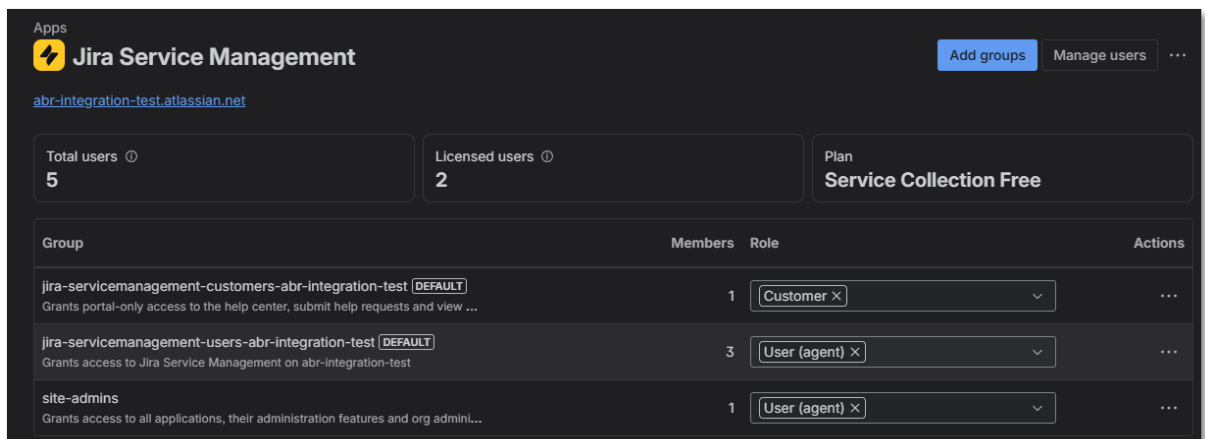 Apps
Jira Service Management
Add groups
Manage users
abr-integration-test.atlassian.net
Total users
5
Licensed users
2
Plan
Service Collection Free
Group Members Role Actions
jira-servicemanagement-customers-abr-integration-test DEFAULT
Grants portal-only access to the help center, submit help requests and view ...
1 Customer ×
jira-servicemanagement-users-abr-integration-test DEFAULT
Grants access to Jira Service Management on abr-integration-test
3 User (agent) ×
site-admins
Grants access to all applications, their administration features and org admini...
1 User (agent) ×